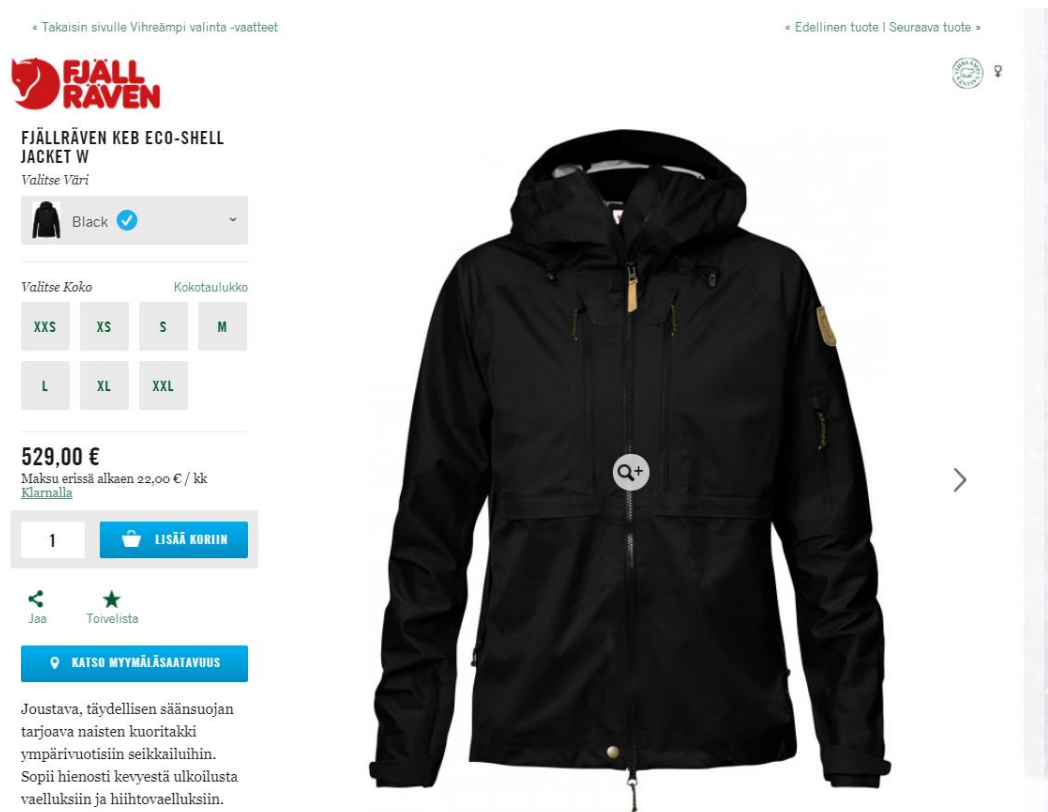 « Takaisin sivulle Vihreämpi valinta -vaatteet
« Edellinen tuote | Seuraava tuote »
FJÄLL
RÄVEN
FJÄLLRÄVEN KEB ECO-SHELL
JACKET W
Valitse Väri
Black
Valitse Koko Kokotaulukko
XXS XS S M
L XL XXL
529,00 €
Maksu erissä alkaen 22,00 € / kk
Klarnalla
1 LISÄÄ KORIIN
Jaa Toivelista
KATSO MYYMÄLÄSAATAVUUS
Joustava, täydellisen säänsuojan
tarjoava naisten kuoritakki
ympärivuotisiin seikkailuihin.
Sopii hienosti kevyestä ulkoilusta
vaelluksiin ja hiihtovaelluksiin.